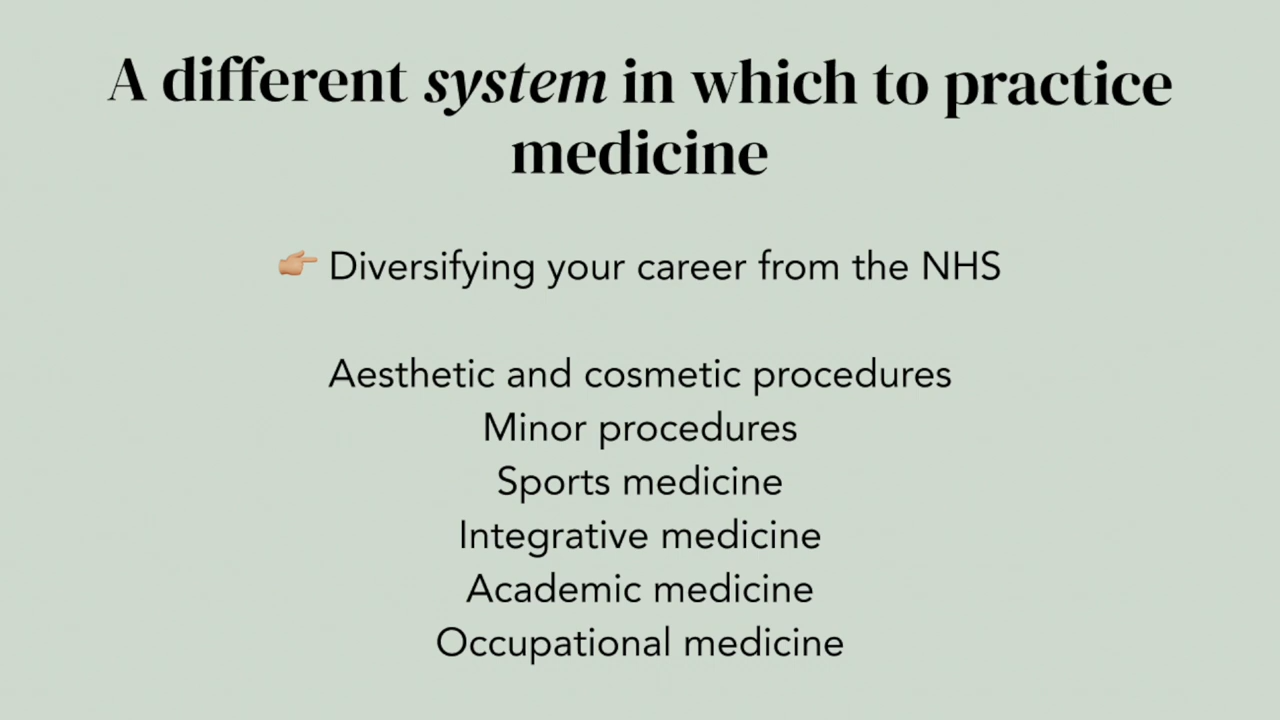 A different system in which to practice
medicine
👉🏼 Diversifying your career from the NHS
Aesthetic and cosmetic procedures
Minor procedures
Sports medicine
Integrative medicine
Academic medicine
Occupational medicine